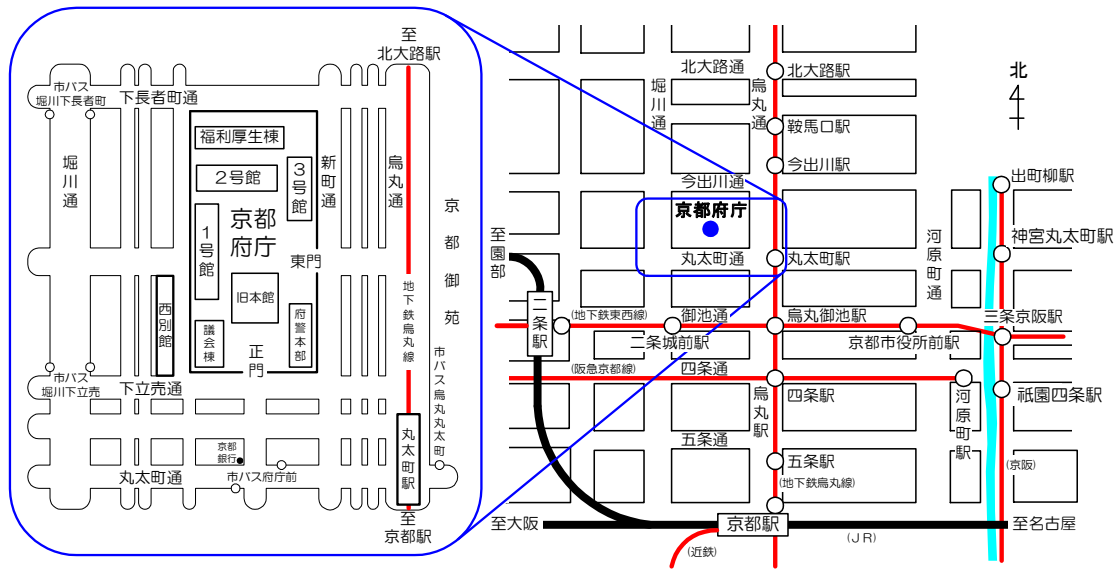 至
北大路駅
市バス
堀川下長者町
下長者町通
福利厚生棟
2号館
3号館
1号館
京都
府庁
新町通
烏丸通
堀川通
京都御苑
東門
旧本館
西別館
議会棟
府警本部
正門
地下鉄烏丸線
市バス
堀川下立売
下立売通
市バス烏丸丸太町
京都
銀行
丸太町通
市バス府庁前
丸太町駅
至
京都駅
北
北大路通
北大路駅
堀川通
烏丸通
鞍馬口駅
今出川駅
今出川通
出町柳駅
京都府庁
神宮丸太町駅
河原町通
至園部
丸太町通
丸太町駅
二条駅
(地下鉄東西線)
御池通
烏丸御池駅
三条京阪駅
二条城前駅
京都市役所前駅
(阪急京都線)
四条通
烏丸駅
四条駅
河原町駅
祇園四条駅
五条通
五条駅
(京阪)
(地下鉄烏丸線)
至大阪
京都駅
至名古屋
(近鉄)
(JR)